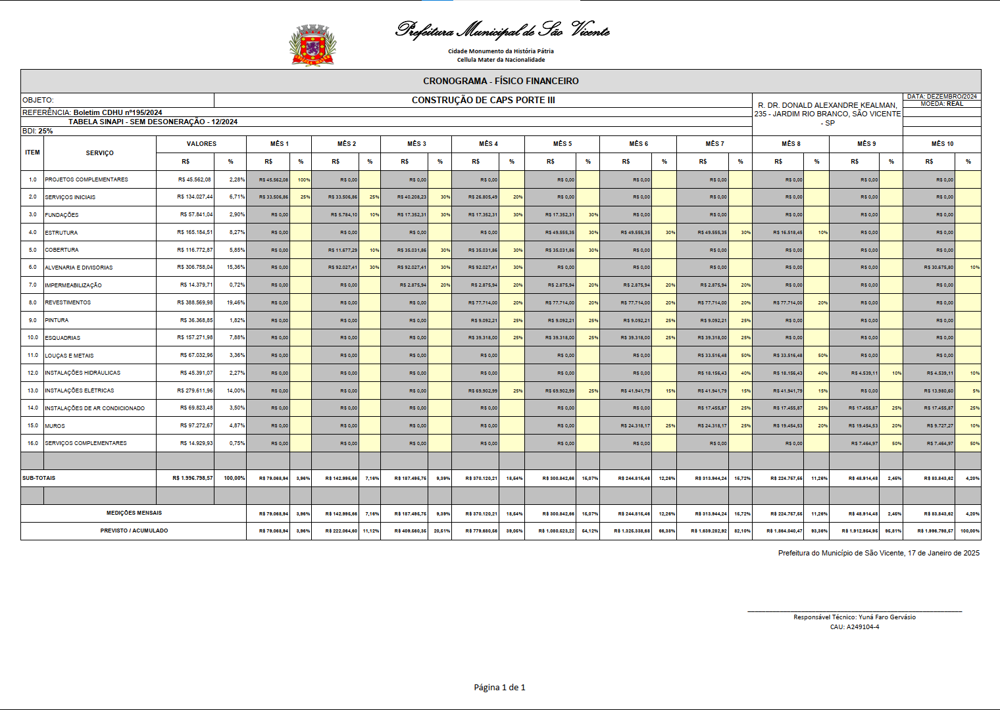 Prefeitura Municipal de São Vicente
Cidade Monumento da História Pátria
Cellula Mater da Nacionalidade
CELLULA MATER
CRONOGRAMA - FÍSICO FINANCEIRO
OBJETO: CONSTRUÇÃO DE CAPS PORTE III
R. DR. DONALD ALEXANDRE KEALMAN,
235 - JARDIM RIO BRANCO, SÃO VICENTE
- SP
DATA: DEZEMBRO/2024
MOEDA: REAL
REFERÊNCIA: Boletim CDHU nº195/2024
TABELA SINAPI - SEM DESONERAÇÃO - 12/2024
BDI: 25%
ITEM SERVIÇO VALORES MÊS 1 MÊS 2 MÊS 3 MÊS 4 MÊS 5 MÊS 6 MÊS 7 MÊS 8 MÊS 9 MÊS 10
R$ % R$ % R$ % R$ % R$ % R$ % R$ % R$ % R$ % R$ % R$ %
1.0 PROJETOS COMPLEMENTARES R$ 45.562,08 2,28% R$ 45.562,08 100% R$ 0,00 R$ 0,00 R$ 0,00 R$ 0,00 R$ 0,00 R$ 0,00 R$ 0,00 R$ 0,00 R$ 0,00
2.0 SERVIÇOS INICIAIS R$ 134.027,44 6,71% R$ 33.506,86 25% R$ 33.506,86 25% R$ 40.208,23 30% R$ 26.805,49 20% R$ 0,00 R$ 0,00 R$ 0,00 R$ 0,00 R$ 0,00 R$ 0,00
3.0 FUNDAÇÕES R$ 57.841,04 2,90% R$ 0,00 R$ 5.784,10 10% R$ 17.352,31 30% R$ 17.352,31 30% R$ 17.352,31 30% R$ 0,00 R$ 0,00 R$ 0,00 R$ 0,00 R$ 0,00
4.0 ESTRUTURA R$ 165.184,51 8,27% R$ 0,00 R$ 0,00 R$ 0,00 R$ 0,00 R$ 49.555,35 30% R$ 49.555,35 30% R$ 49.555,35 30% R$ 16.518,45 10% R$ 0,00 R$ 0,00
5.0 COBERTURA R$ 116.772,87 5,85% R$ 0,00 R$ 11.677,29 10% R$ 35.031,86 30% R$ 35.031,86 30% R$ 35.031,86 30% R$ 0,00 R$ 0,00 R$ 0,00 R$ 0,00 R$ 0,00
6.0 ALVENARIA E DIVISÓRIAS R$ 306.758,04 15,36% R$ 0,00 R$ 92.027,41 30% R$ 92.027,41 30% R$ 92.027,41 30% R$ 0,00 R$ 0,00 R$ 0,00 R$ 0,00 R$ 0,00 R$ 30.675,80 10%
7.0 IMPERMEABILIZAÇÃO R$ 14.379,71 0,72% R$ 0,00 R$ 0,00 R$ 2.875,94 20% R$ 2.875,94 20% R$ 2.875,94 20% R$ 2.875,94 20% R$ 2.875,94 20% R$ 0,00 R$ 0,00 R$ 0,00
8.0 REVESTIMENTOS R$ 388.569,98 19,46% R$ 0,00 R$ 0,00 R$ 0,00 R$ 77.714,00 20% R$ 77.714,00 20% R$ 77.714,00 20% R$ 77.714,00 20% R$ 77.714,00 20% R$ 0,00 R$ 0,00
9.0 PINTURA R$ 36.368,85 1,82% R$ 0,00 R$ 0,00 R$ 0,00 R$ 9.092,21 25% R$ 9.092,21 25% R$ 9.092,21 25% R$ 9.092,21 25% R$ 0,00 R$ 0,00 R$ 0,00
10.0 ESQUADRIAS R$ 157.271,98 7,88% R$ 0,00 R$ 0,00 R$ 0,00 R$ 39.318,00 25% R$ 39.318,00 25% R$ 39.318,00 25% R$ 39.318,00 25% R$ 0,00 R$ 0,00 R$ 0,00
11.0 LOUÇAS E METAIS R$ 67.032,96 3,36% R$ 0,00 R$ 0,00 R$ 0,00 R$ 0,00 R$ 0,00 R$ 0,00 R$ 33.516,48 50% R$ 33.516,48 50% R$ 0,00 R$ 0,00
12.0 INSTALAÇÕES HIDRÁULICAS R$ 45.391,07 2,27% R$ 0,00 R$ 0,00 R$ 0,00 R$ 0,00 R$ 0,00 R$ 0,00 R$ 18.156,43 40% R$ 18.156,43 40% R$ 4.539,11 10% R$ 4.539,11 10%
13.0 INSTALAÇÕES ELÉTRICAS R$ 279.611,96 14,00% R$ 0,00 R$ 0,00 R$ 0,00 R$ 69.902,99 25% R$ 69.902,99 25% R$ 41.941,79 15% R$ 41.941,79 15% R$ 41.941,79 15% R$ 0,00 R$ 13.980,60 5%
14.0 INSTALAÇÕES DE AR CONDICIONADO R$ 69.823,48 3,50% R$ 0,00 R$ 0,00 R$ 0,00 R$ 0,00 R$ 0,00 R$ 0,00 R$ 17.455,87 25% R$ 17.455,87 25% R$ 17.455,87 25% R$ 17.455,87 25%
15.0 MUROS R$ 97.272,67 4,87% R$ 0,00 R$ 0,00 R$ 0,00 R$ 0,00 R$ 0,00 R$ 24.318,17 25% R$ 24.318,17 25% R$ 19.454,53 20% R$ 19.454,53 20% R$ 9.727,27 10%
16.0 SERVIÇOS COMPLEMENTARES R$ 14.929,93 0,75% R$ 0,00 R$ 0,00 R$ 0,00 R$ 0,00 R$ 0,00 R$ 0,00 R$ 0,00 R$ 0,00 R$ 7.464,97 50% R$ 7.464,97 50%
SUB-TOTAIS R$ 1.996.798,57 100,00% R$ 79.068,94 3,96% R$ 142.995,66 7,16% R$ 187.495,75 9,39% R$ 370.120,21 18,54% R$ 300.842,66 15,07% R$ 244.815,46 12,26% R$ 313.944,24 15,72% R$ 224.757,55 11,26% R$ 48.914,48 2,45% R$ 83.843,62 4,20%
MEDIÇÕES MENSAIS R$ 79.068,94 3,96% R$ 142.995,66 7,16% R$ 187.495,75 9,39% R$ 370.120,21 18,54% R$ 300.842,66 15,07% R$ 244.815,46 12,26% R$ 313.944,24 15,72% R$ 224.757,55 11,26% R$ 48.914,48 2,45% R$ 83.843,62 4,20%
PREVISTO / ACUMULADO R$ 79.068,94 3,96% R$ 222.064,60 11,12% R$ 409.560,35 20,51% R$ 779.680,56 39,05% R$ 1.080.523,22 54,12% R$ 1.325.338,68 66,38% R$ 1.639.282,92 82,10% R$ 1.864.040,47 93,36% R$ 1.912.954,95 95,81% R$ 1.996.798,57 100,00%
Prefeitura do Município de São Vicente, 17 de Janeiro de 2025
Responsável Técnico: Yuná Faro Gervásio
CAU: A249104-4
Página 1 de 1